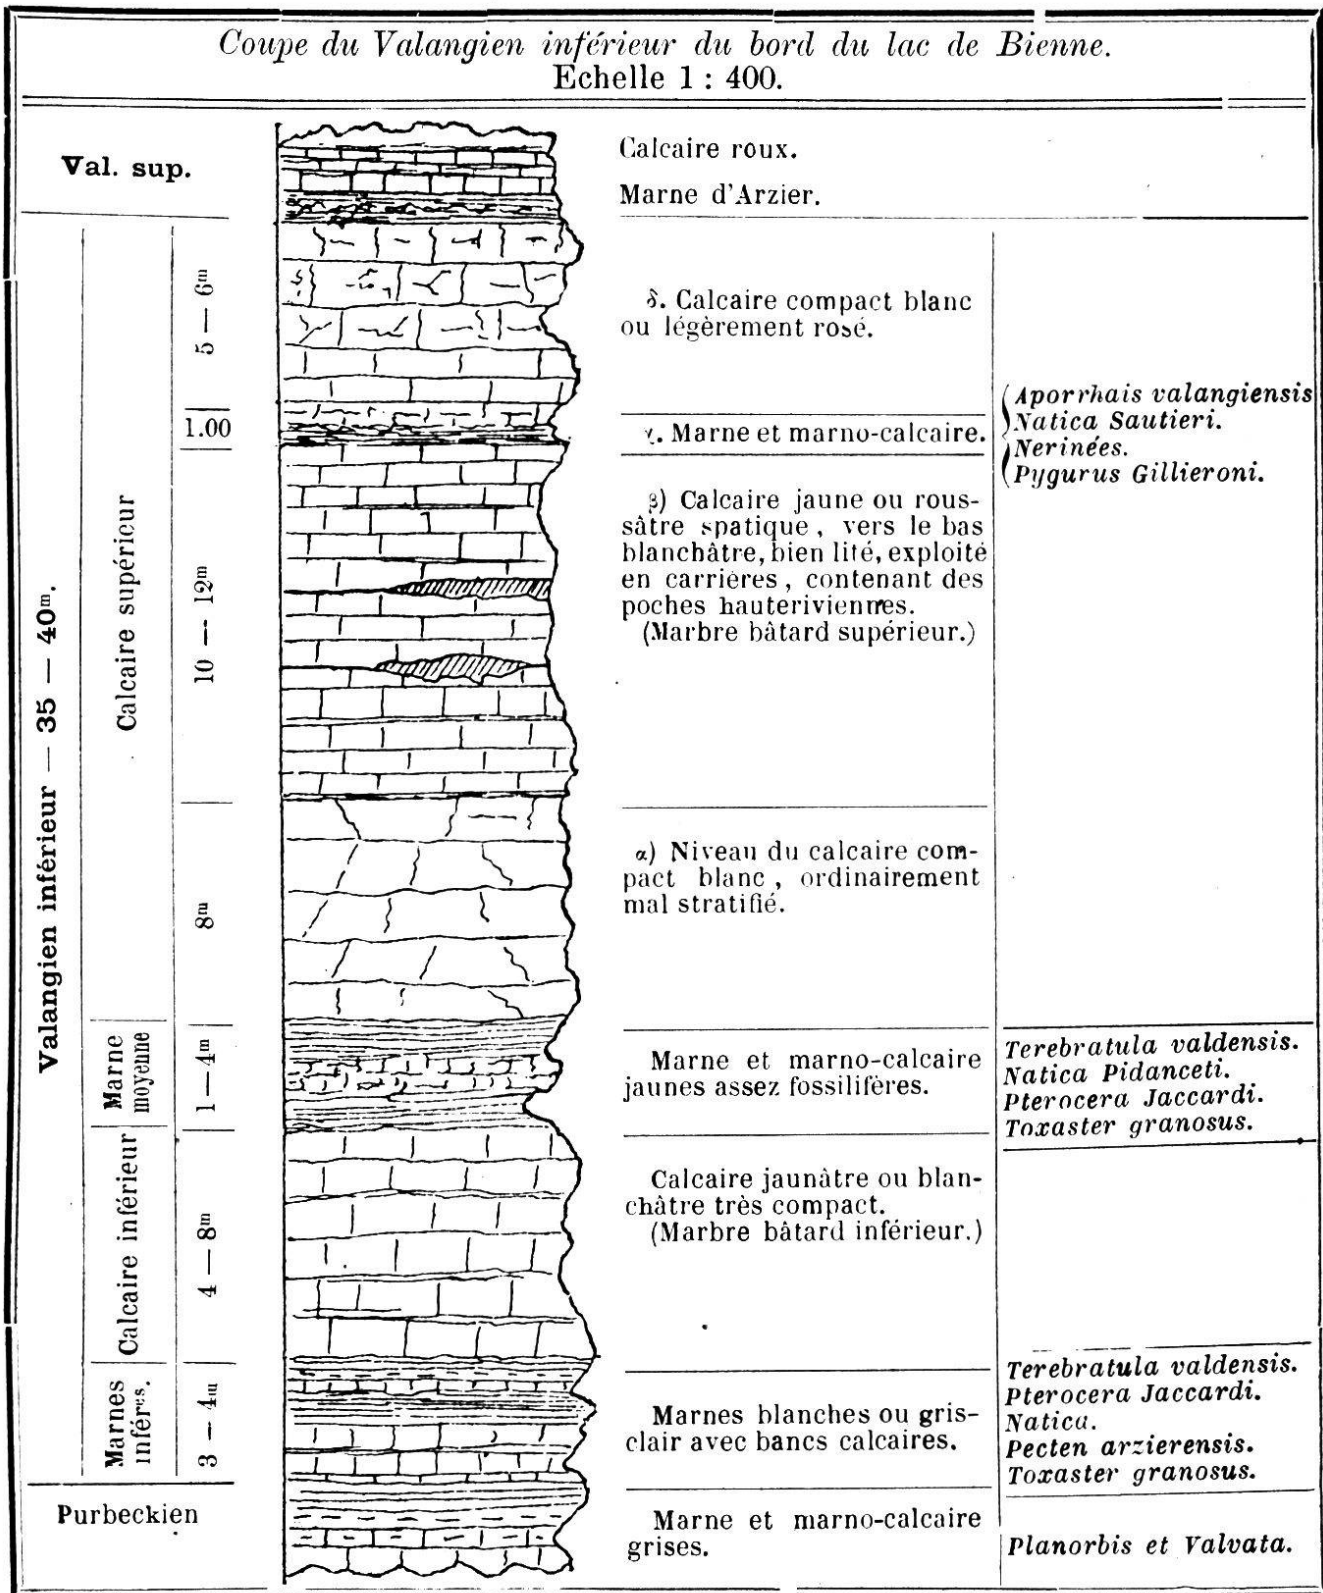 Coupe du Valangien inférieur du bord du lac de Bienne.
Echelle 1 : 400.
Val. sup.
Calcaire roux.
Marne d'Arzier.
Valangien inférieur — 35 — 40m.
Calcaire supérieur
5 — 6m
δ. Calcaire compact blanc
ou légèrement rosé.
1.00
γ. Marne et marno-calcaire.
Aporrhais valangiensis
Natica Sautieri.
Nerinées.
Pygurus Gillieroni.
10 — 12m
β) Calcaire jaune ou rous-
sâtre spatique, vers le bas
blanchâtre, bien lité, exploité
en carrières, contenant des
poches hauteriviennes.
(Marbre bâtard supérieur.)
8m
α) Niveau du calcaire com-
pact blanc, ordinairement
mal stratifié.
Marne
moyenne
1—4m
Marne et marno-calcaire
jaunes assez fossilifères.
Terebratula valdensis.
Natica Pidanceti.
Pterocera Jaccardi.
Toxaster granosus.
Calcaire inférieur
4 — 8m
Calcaire jaunâtre ou blan-
châtre très compact.
(Marbre bâtard inférieur.)
Marnes
inféres.
3 — 4m
Marnes blanches ou gris-
clair avec bancs calcaires.
Terebratula valdensis.
Pterocera Jaccardi.
Natica.
Pecten arzierensis.
Toxaster granosus.
Purbeckien
Marne et marno-calcaire
grises.
Planorbis et Valvata.